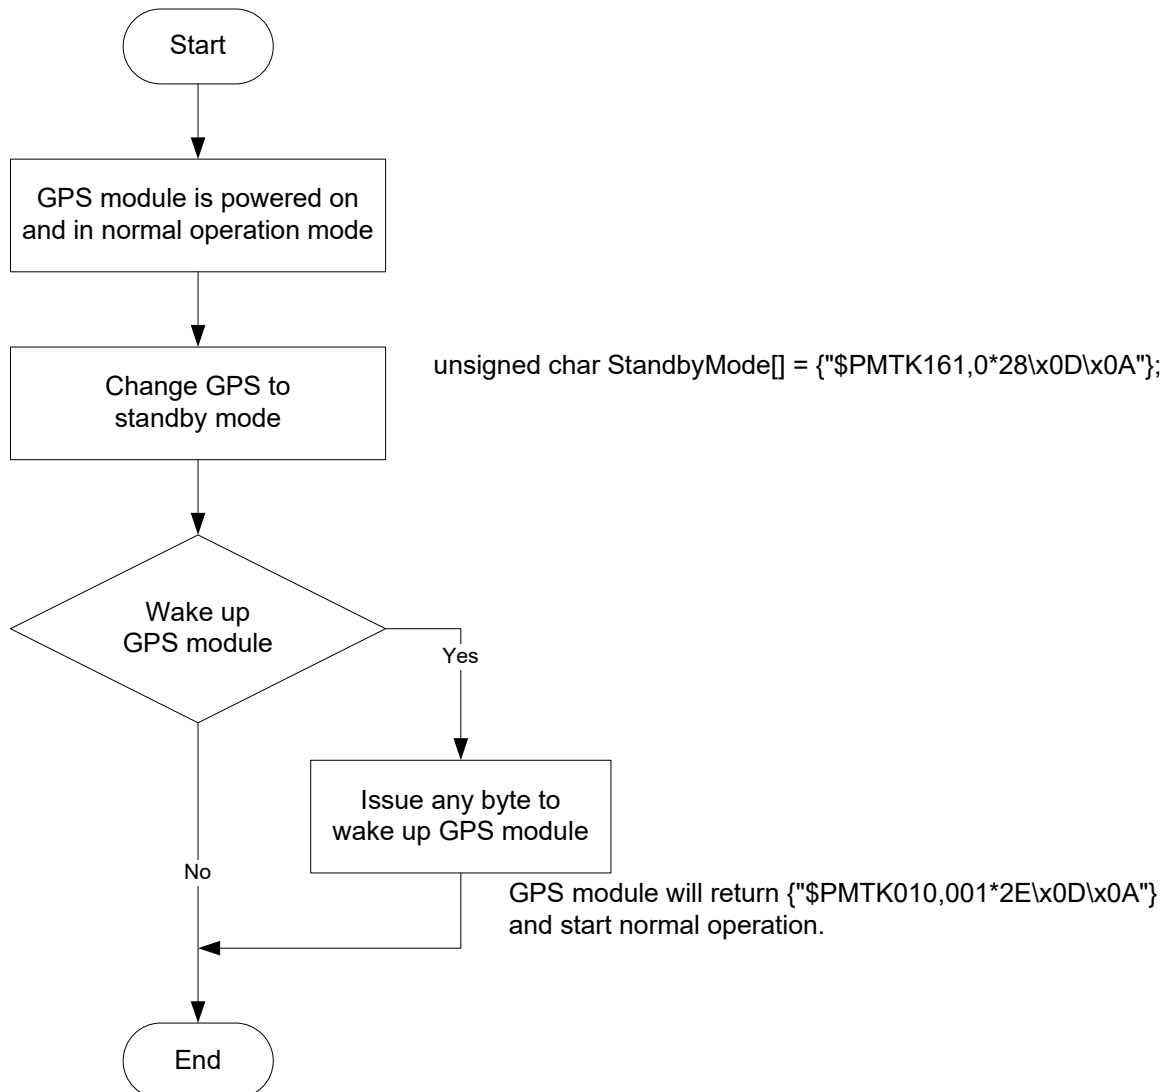 Start
GPS module is powered on
and in normal operation mode
Change GPS to
standby mode
unsigned char StandbyMode[] = {"$PMTK161,0*28\x0D\x0A"};
Wake up
GPS module
Yes
Issue any byte to
wake up GPS module
No
GPS module will return {"$PMTK010,001*2E\x0D\x0A"}
and start normal operation.
End